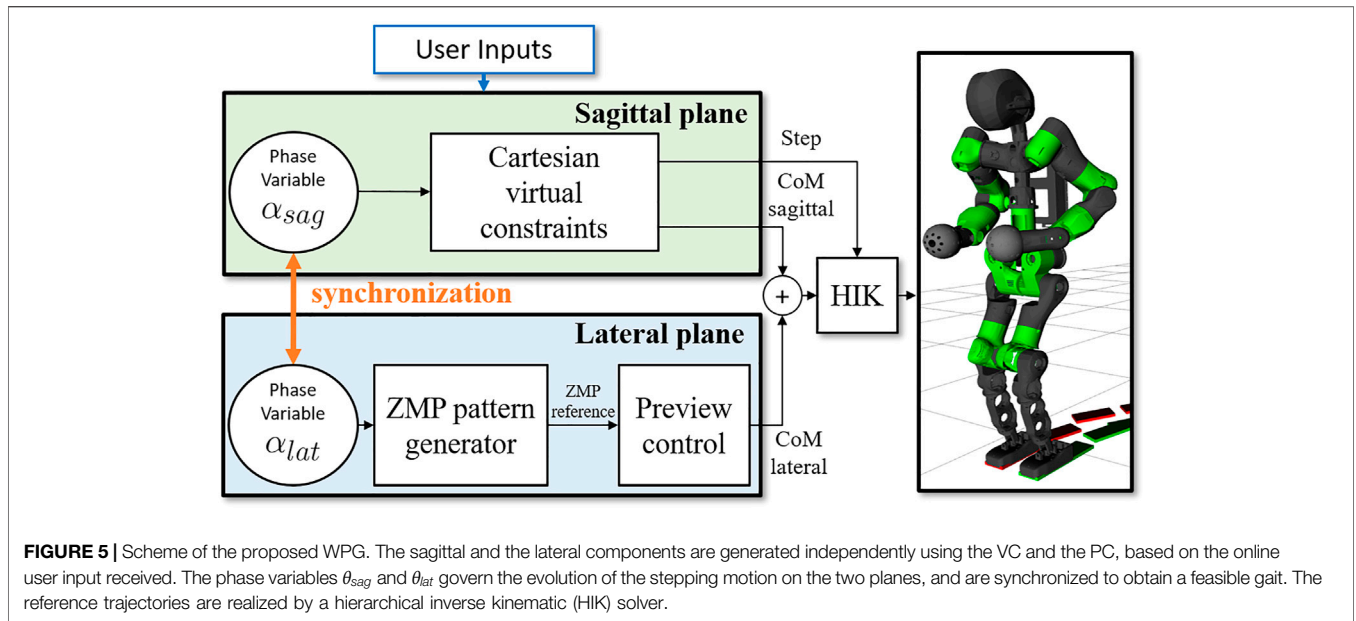 User Inputs
Sagittal plane
Phase
Variable
α_sag
Cartesian
virtual
constraints
Step
CoM
sagittal
synchronization
+
HIK
Lateral plane
Phase
Variable
α_lat
ZMP pattern
generator
ZMP
reference
Preview
control
CoM
lateral
FIGURE 5 | Scheme of the proposed WPG. The sagittal and the lateral components are generated independently using the VC and the PC, based on the online
user input received. The phase variables θ_sag and θ_lat govern the evolution of the stepping motion on the two planes, and are synchronized to obtain a feasible gait. The
reference trajectories are realized by a hierarchical inverse kinematic (HIK) solver.